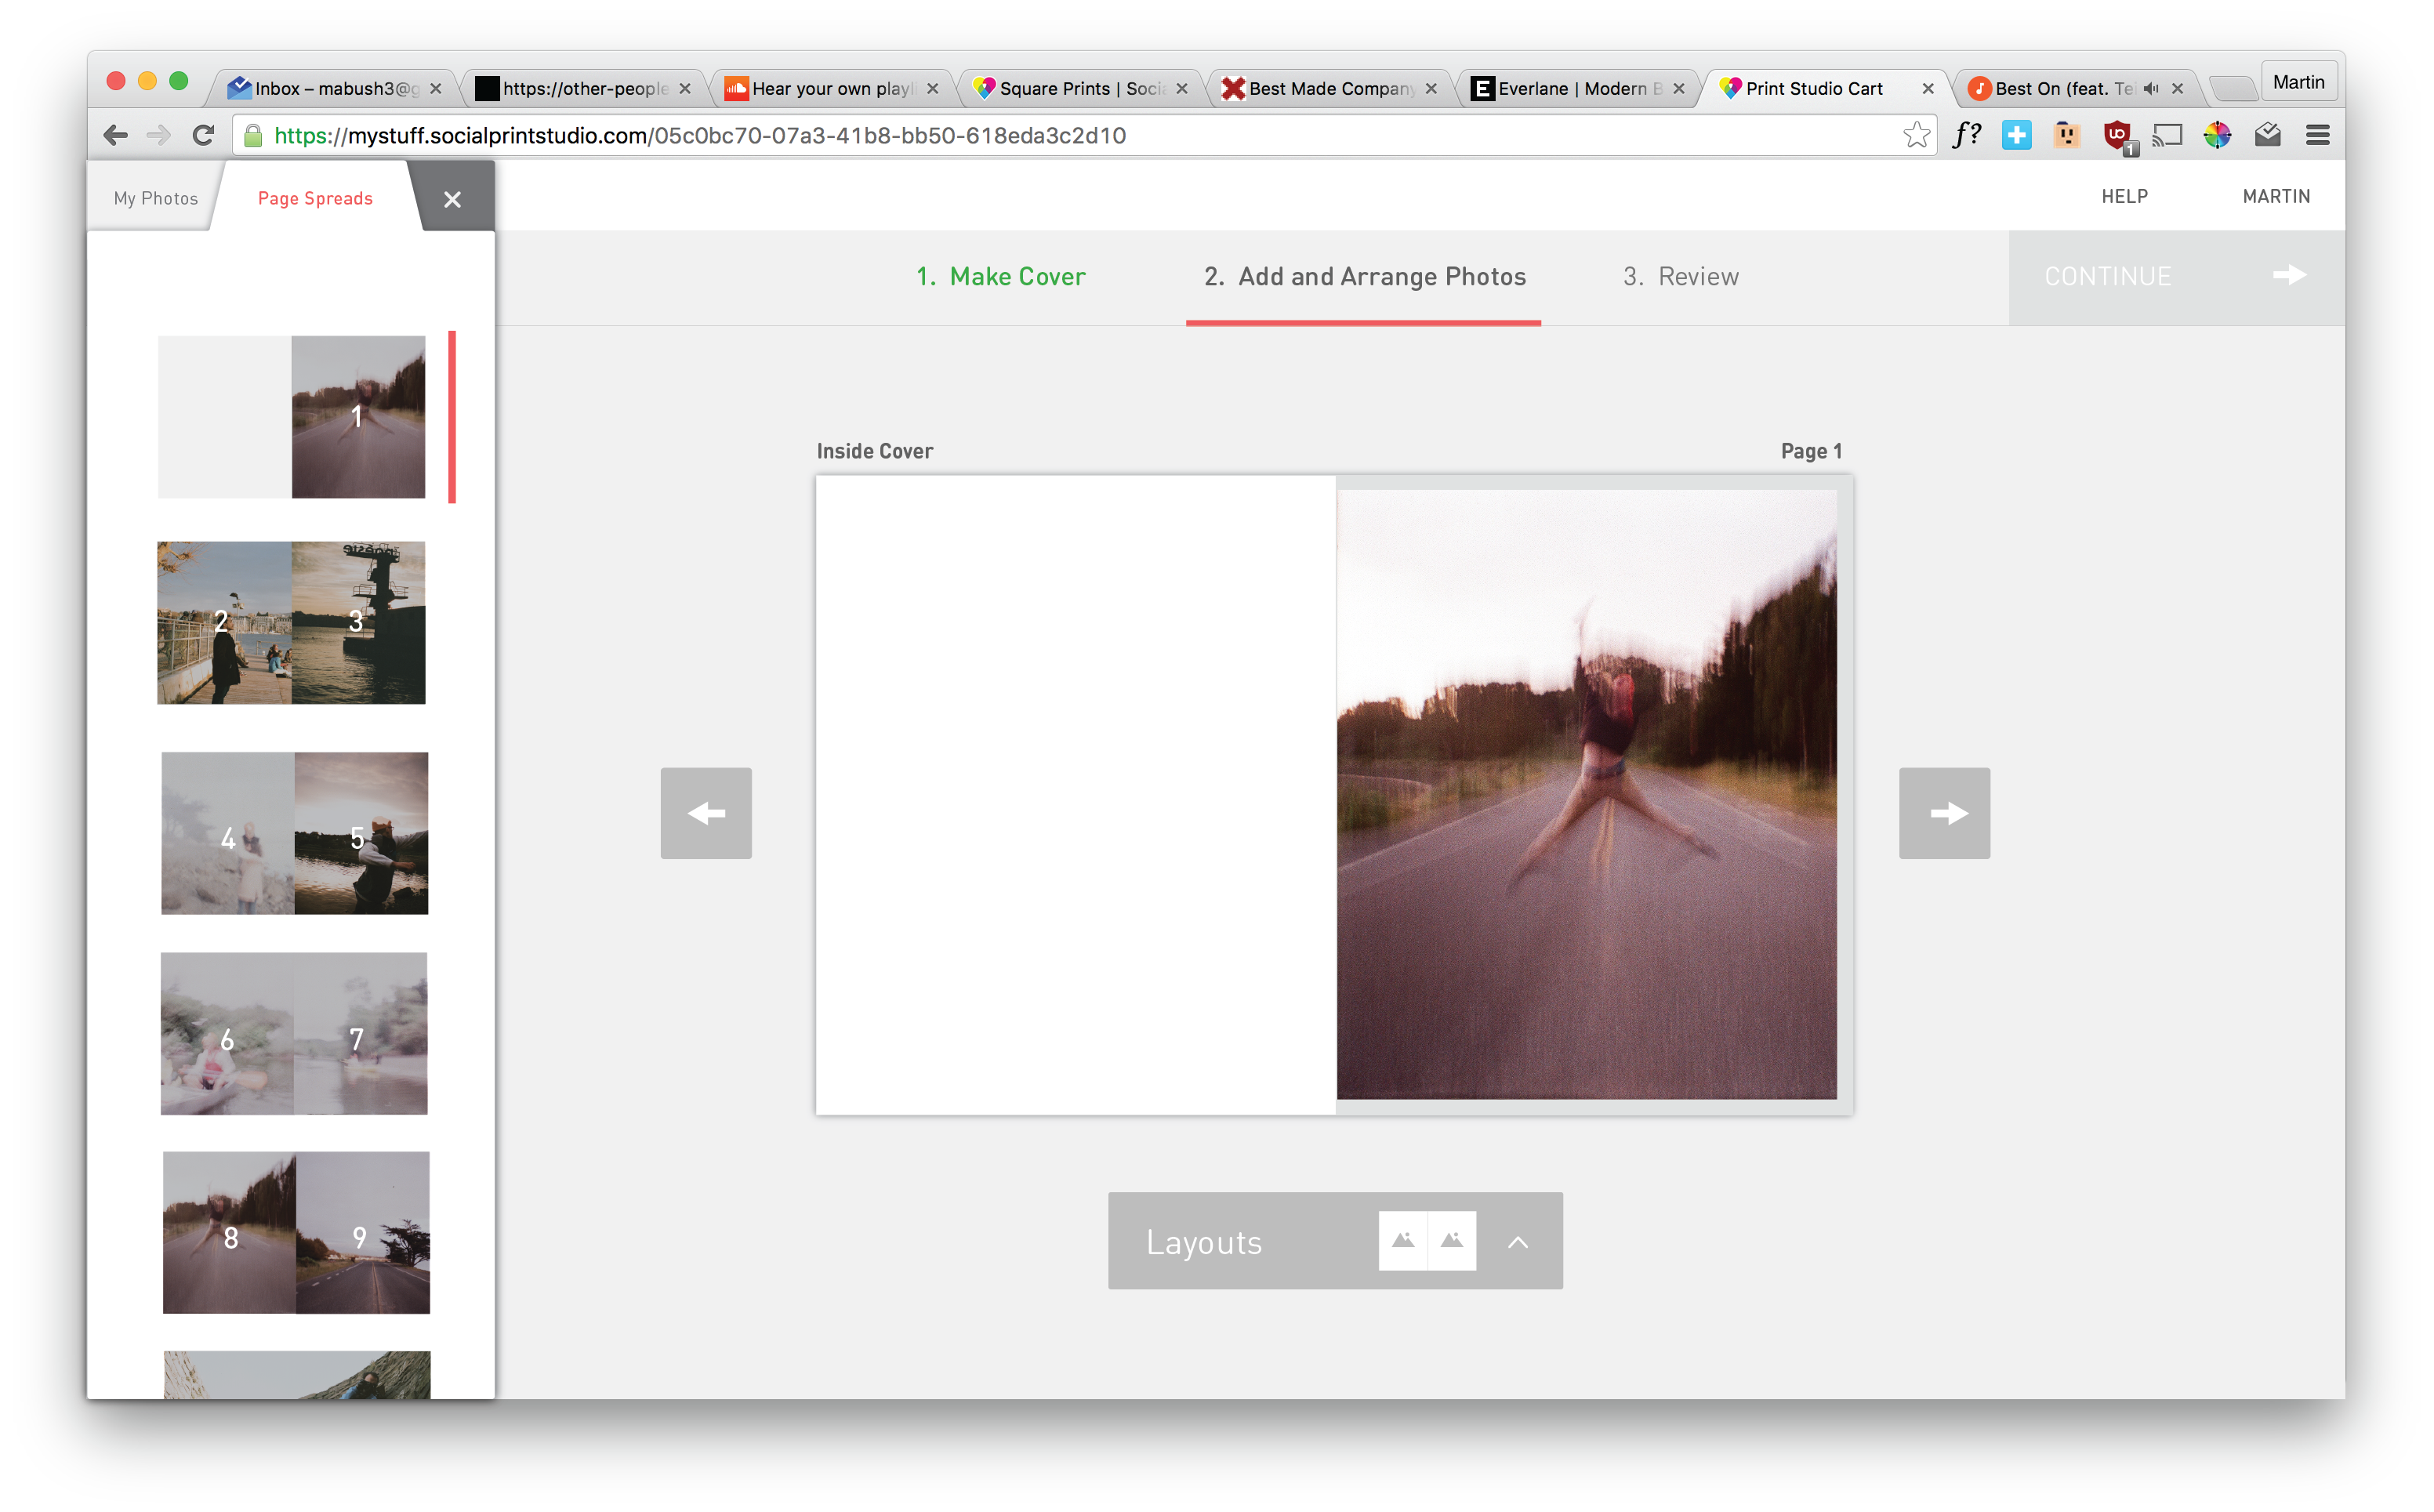 Inbox – mabush3@g
https://other-people
Hear your own playl
Square Prints | Socia
Best Made Company
Everlane | Modern B
Print Studio Cart
Best On (feat. Tei
Martin
https://mystuff.socialprintstudio.com/05c0bc70-07a3-41b8-bb50-618eda3c2d10
f?
1
My Photos
Page Spreads
HELP
MARTIN
1. Make Cover
2. Add and Arrange Photos
3. Review
CONTINUE
Inside Cover
Page 1
1
2
3
4
5
6
7
8
9
Layouts